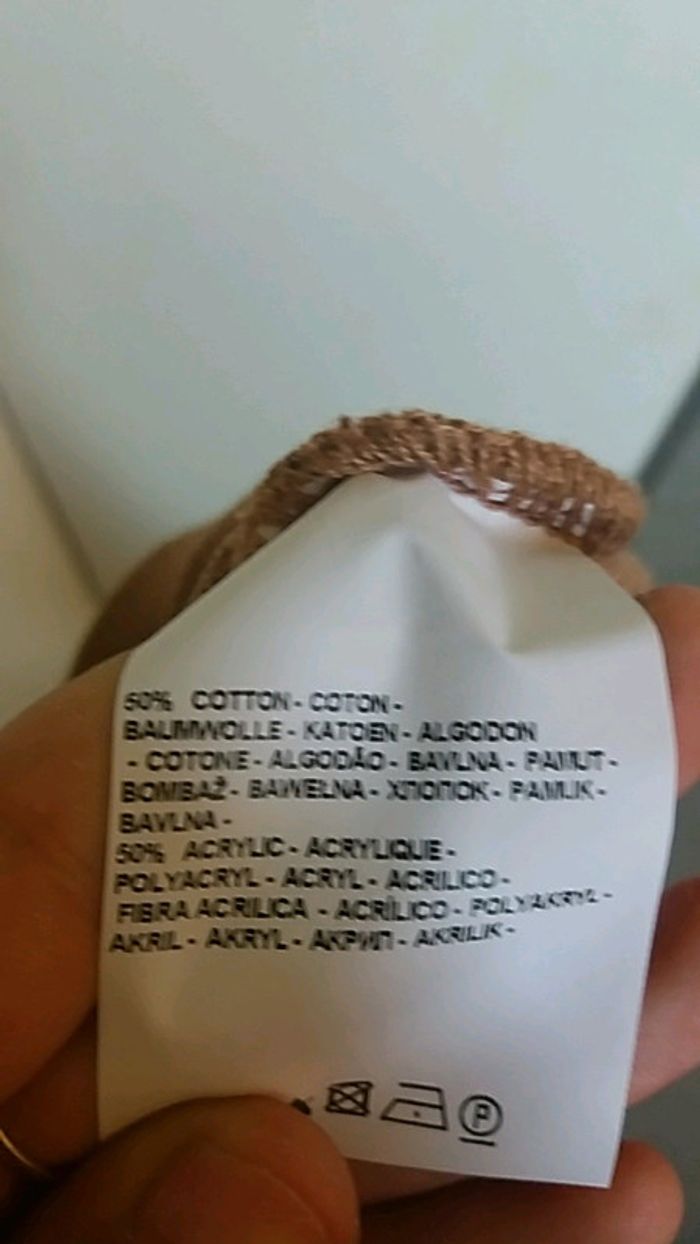 50% COTTON - COTON -
BAUMWOLLE - KATOEN - ALGODON
- COTONE - ALGODÃO - BAVLNA - PAMUT -
BOMBAŽ - BAWEŁNA - ХЛОПОК - PAMUK -
BAVLNA -
50% ACRYLIC - ACRYLIQUE -
POLYACRYL - ACRYL - ACRILICO -
FIBRA ACRILICA - ACRÍLICO - POLYAKRYL -
AKRIL - AKRYL - АКРИЛ - AKRILIK -
P